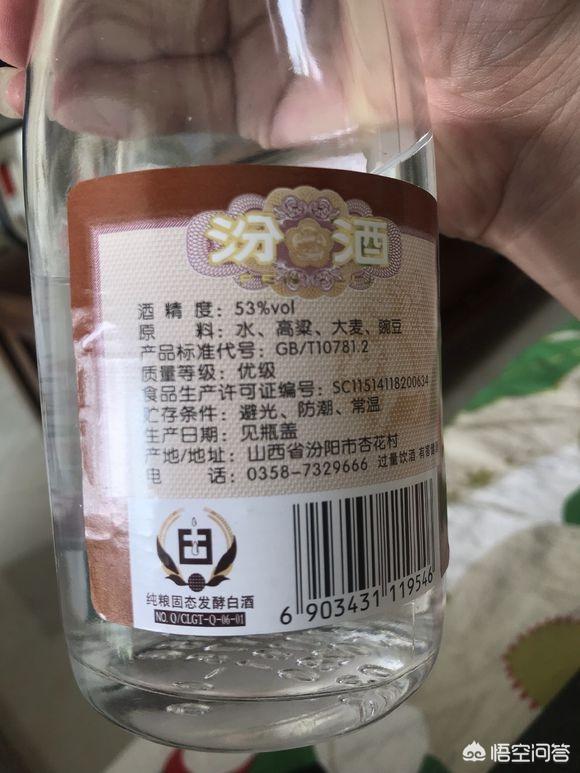 汾酒
酒精度：53%vol
原料：水、高粱、大麦、豌豆
产品标准代号：GB/T10781.2
质量等级：优级
食品生产许可证编号：SC11514118200634
贮存条件：避光、防潮、常温
生产日期：见瓶盖
产地/地址：山西省汾阳市杏花村
电话：0358-7329666 过量饮酒 有害健
纯粮固态发酵白酒
NO. Q/CLGT-Q-06-01
6 903431 119546
悟空问答